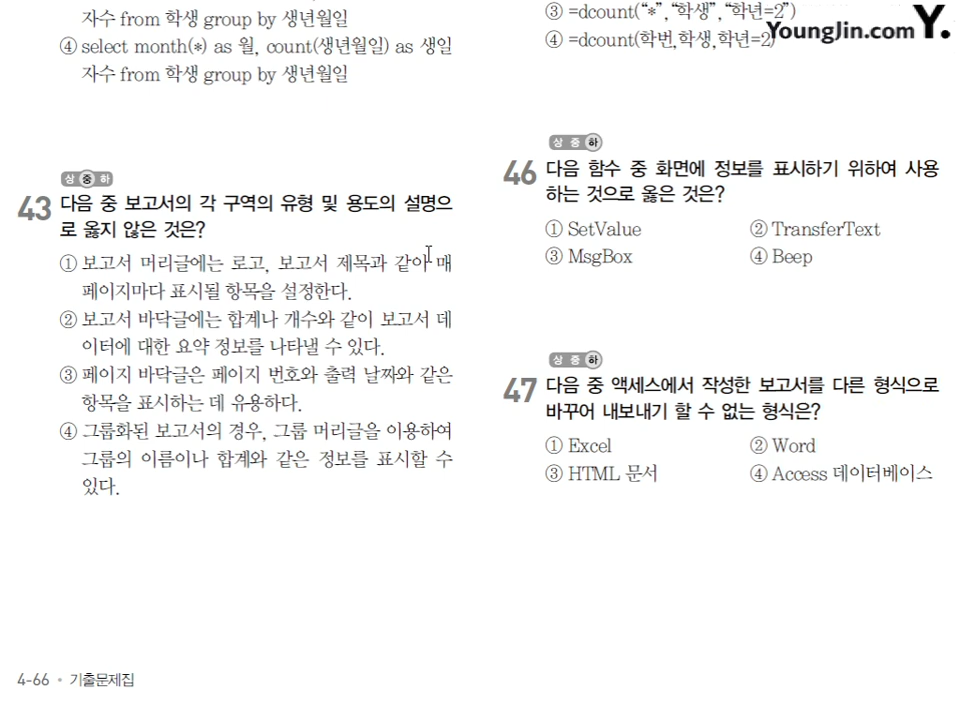 자수 from 학생 group by 생년월일
④ select month(*) as 월, count(생년월일) as 생일
자수 from 학생 group by 생년월일
상 중 하
43 다음 중 보고서의 각 구역의 유형 및 용도의 설명으
로 옳지 않은 것은?
① 보고서 머리글에는 로고, 보고서 제목과 같이 매
페이지마다 표시될 항목을 설정한다.
② 보고서 바닥글에는 합계나 개수와 같이 보고서 데
이터에 대한 요약 정보를 나타낼 수 있다.
③ 페이지 바닥글은 페이지 번호와 출력 날짜와 같은
항목을 표시하는 데 유용하다.
④ 그룹화된 보고서의 경우, 그룹 머리글을 이용하여
그룹의 이름이나 합계와 같은 정보를 표시할 수
있다.
4-66 • 기출문제집
③ =dcount(“*”,“학생”,“학년=2”)
④ =dcount(학번,학생,학년=2)
YoungJin.com Y.
상 중 하
46 다음 함수 중 화면에 정보를 표시하기 위하여 사용
하는 것으로 옳은 것은?
① SetValue ② TransferText
③ MsgBox ④ Beep
상 중 하
47 다음 중 액세스에서 작성한 보고서를 다른 형식으로
바꾸어 내보내기 할 수 없는 형식은?
① Excel ② Word
③ HTML 문서 ④ Access 데이터베이스